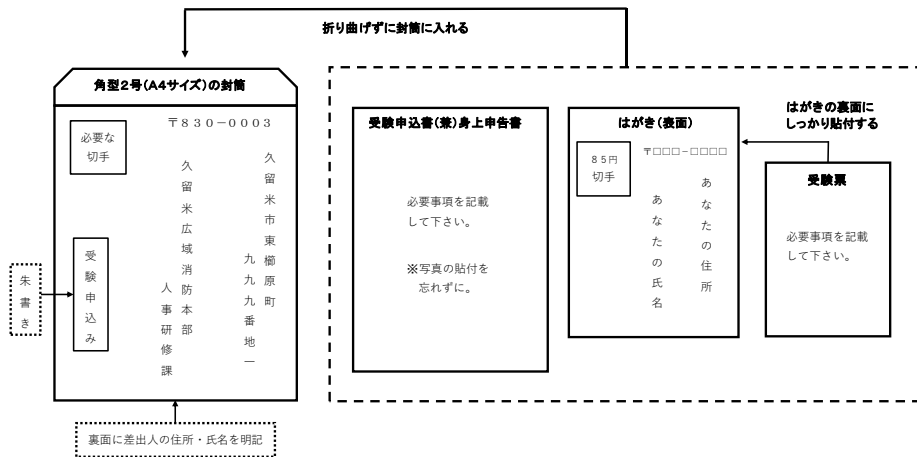 折り曲げずに封筒に入れる
角型2号(A4サイズ)の封筒
必要な
切手
〒830-0003
久留米市東櫛原町
九九九番地一
久留米広域消防本部
人事研修課
受験申込み
朱書き
裏面に差出人の住所・氏名を明記
受験申込書(兼)身上申告書
必要事項を記載
して下さい。
※写真の貼付を
忘れずに。
はがき(表面)
85円
切手
〒□□□-□□□□
あなたの住所
あなたの氏名
はがきの裏面に
しっかり貼付する
受験票
必要事項を記載
して下さい。